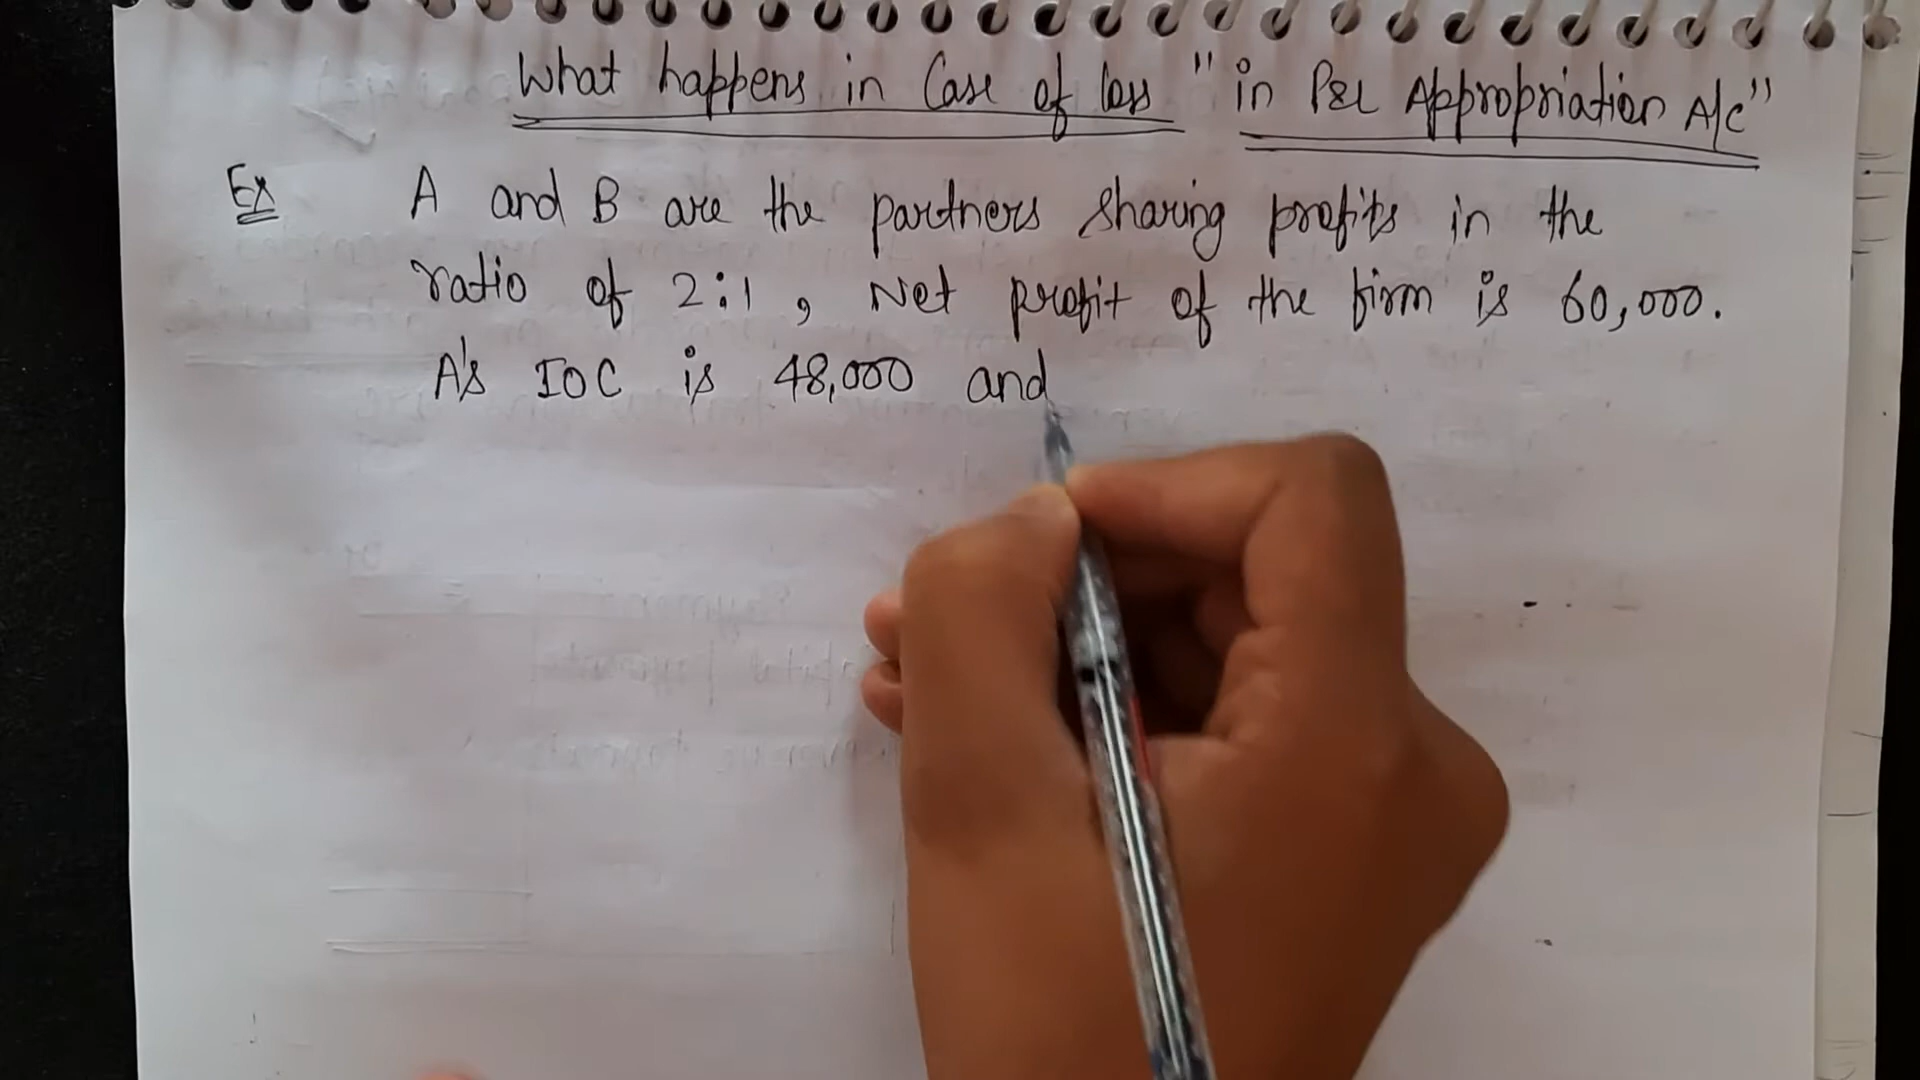 What happens in Case of loss "in P&L Appropriation A/c"
Ex A and B are the partners sharing profits in the
ratio of 2:1, Net profit of the firm is 60,000.
A's IOC is 48,000 and